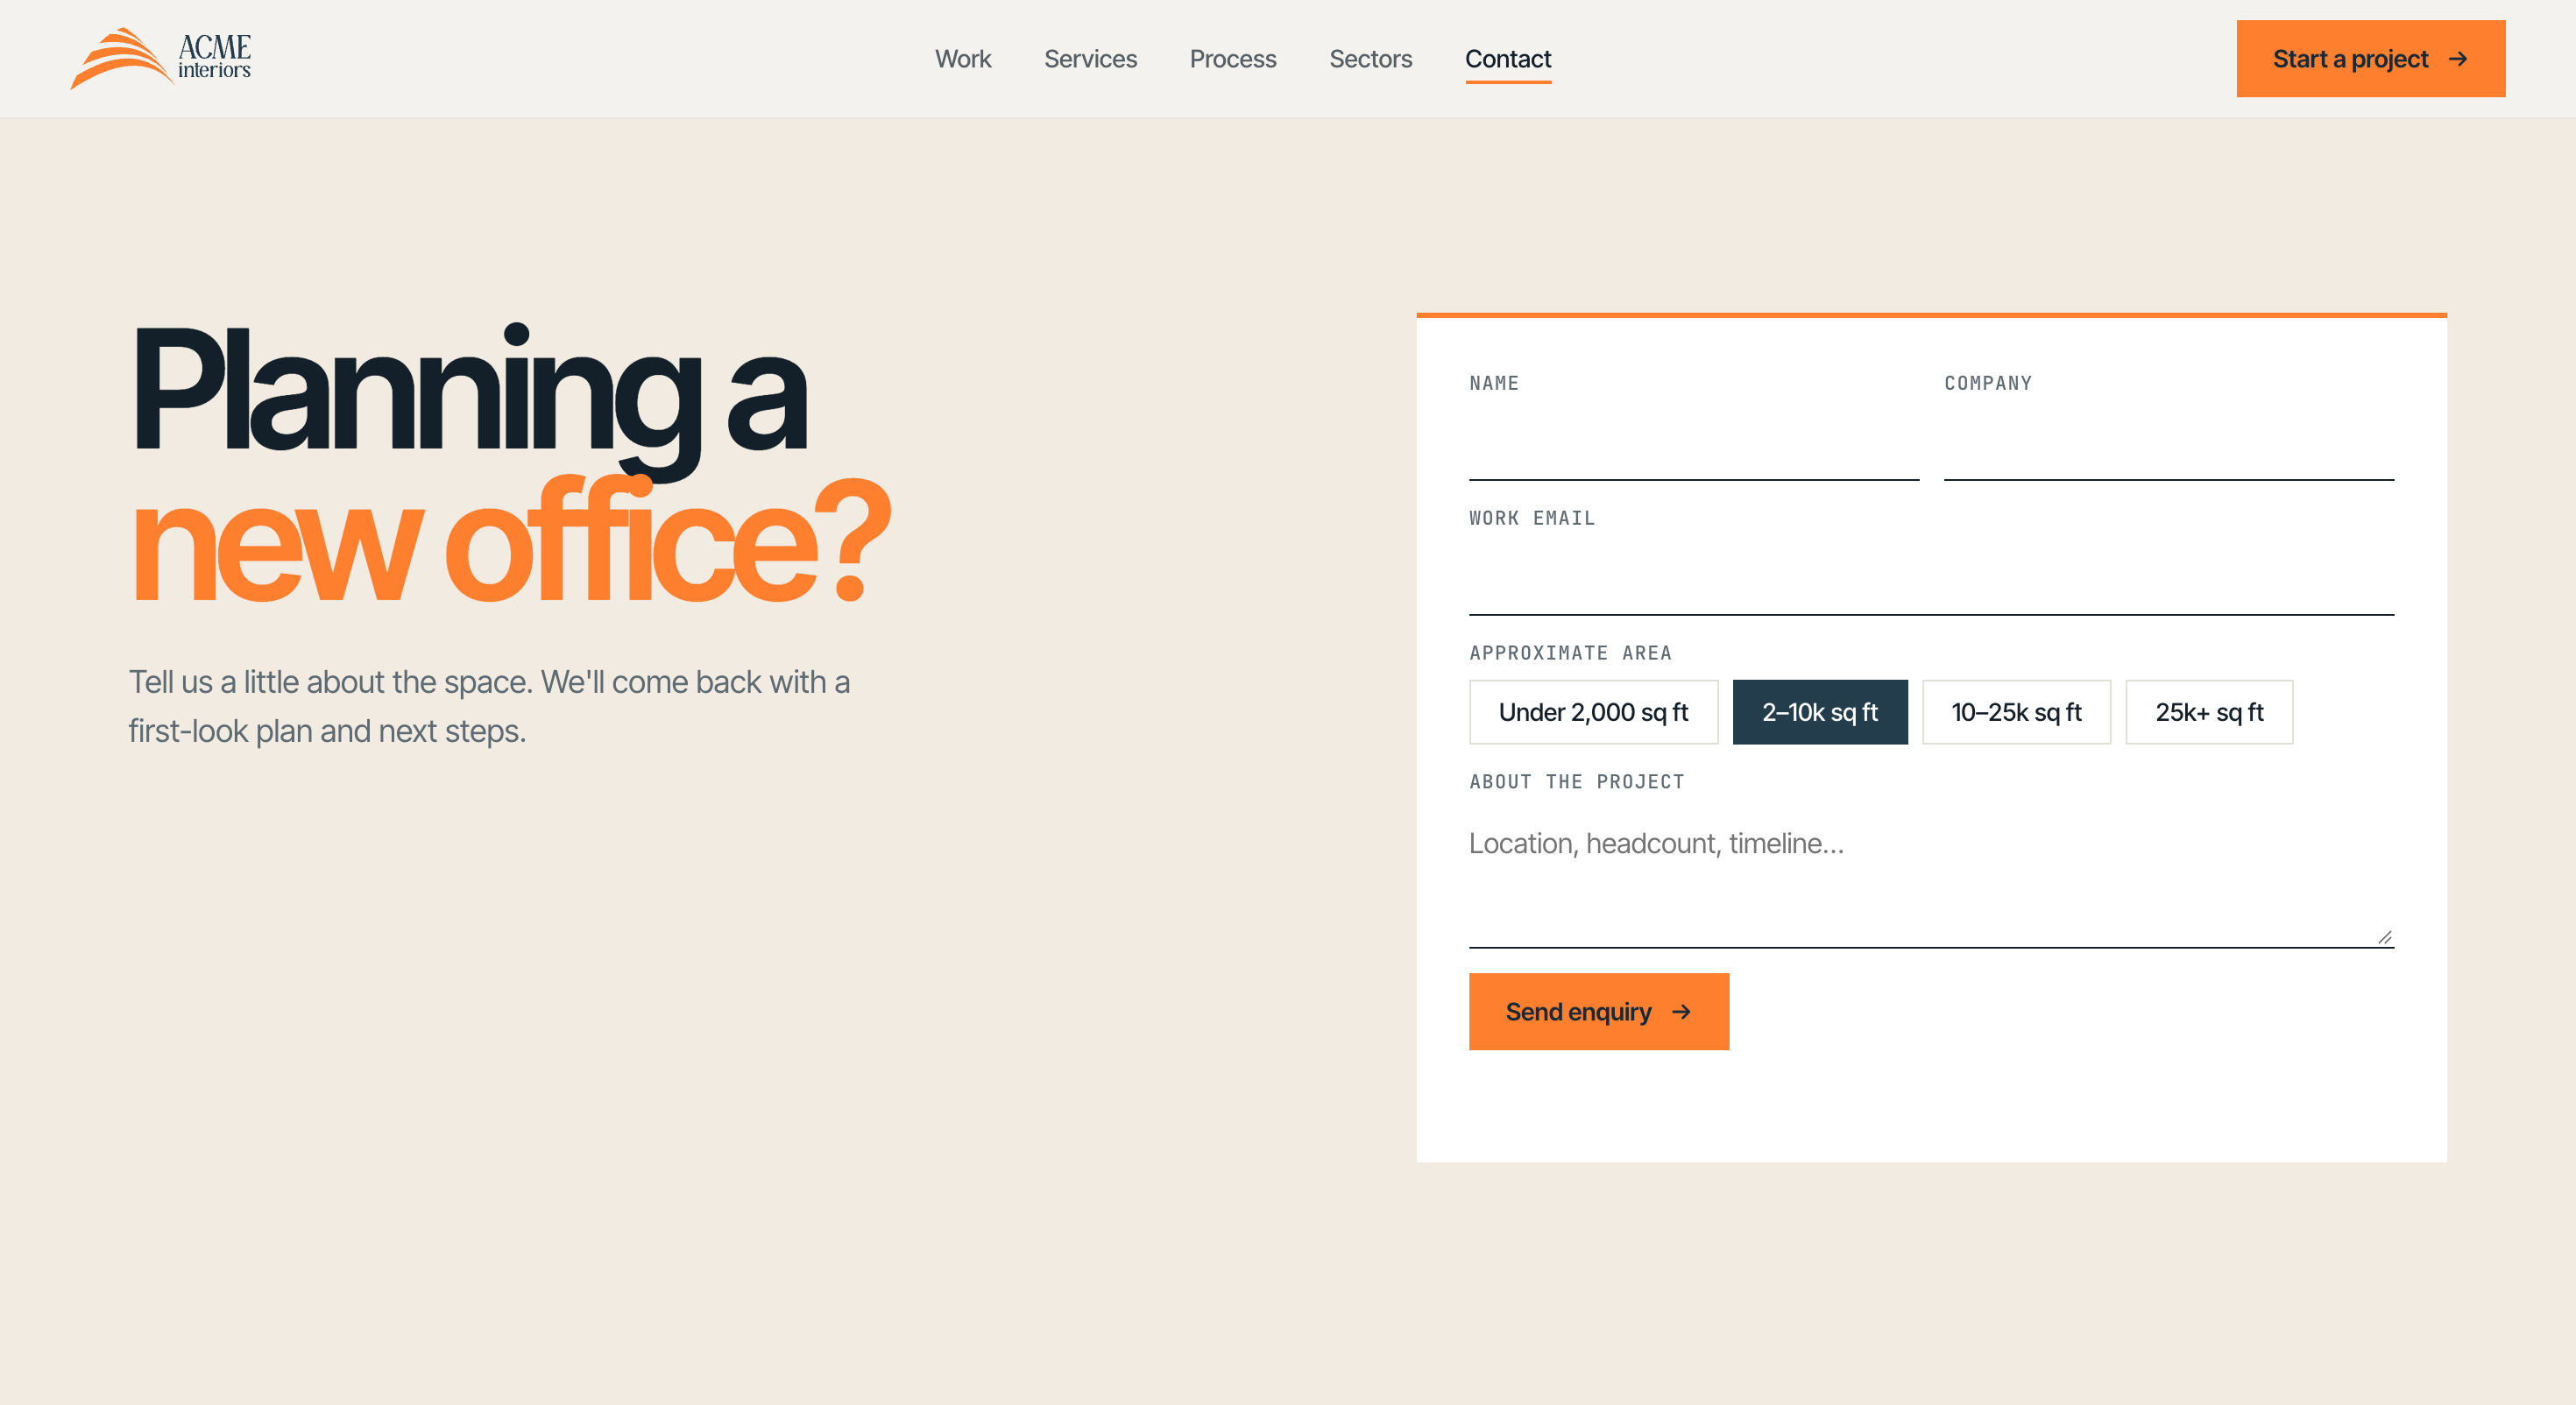 ACME
interiors
Work Services Process Sectors Contact
Start a project →
Planning a
new office?
Tell us a little about the space. We'll come back with a
first-look plan and next steps.
NAME COMPANY
WORK EMAIL
APPROXIMATE AREA
Under 2,000 sq ft 2–10k sq ft 10–25k sq ft 25k+ sq ft
ABOUT THE PROJECT
Location, headcount, timeline...
Send enquiry →